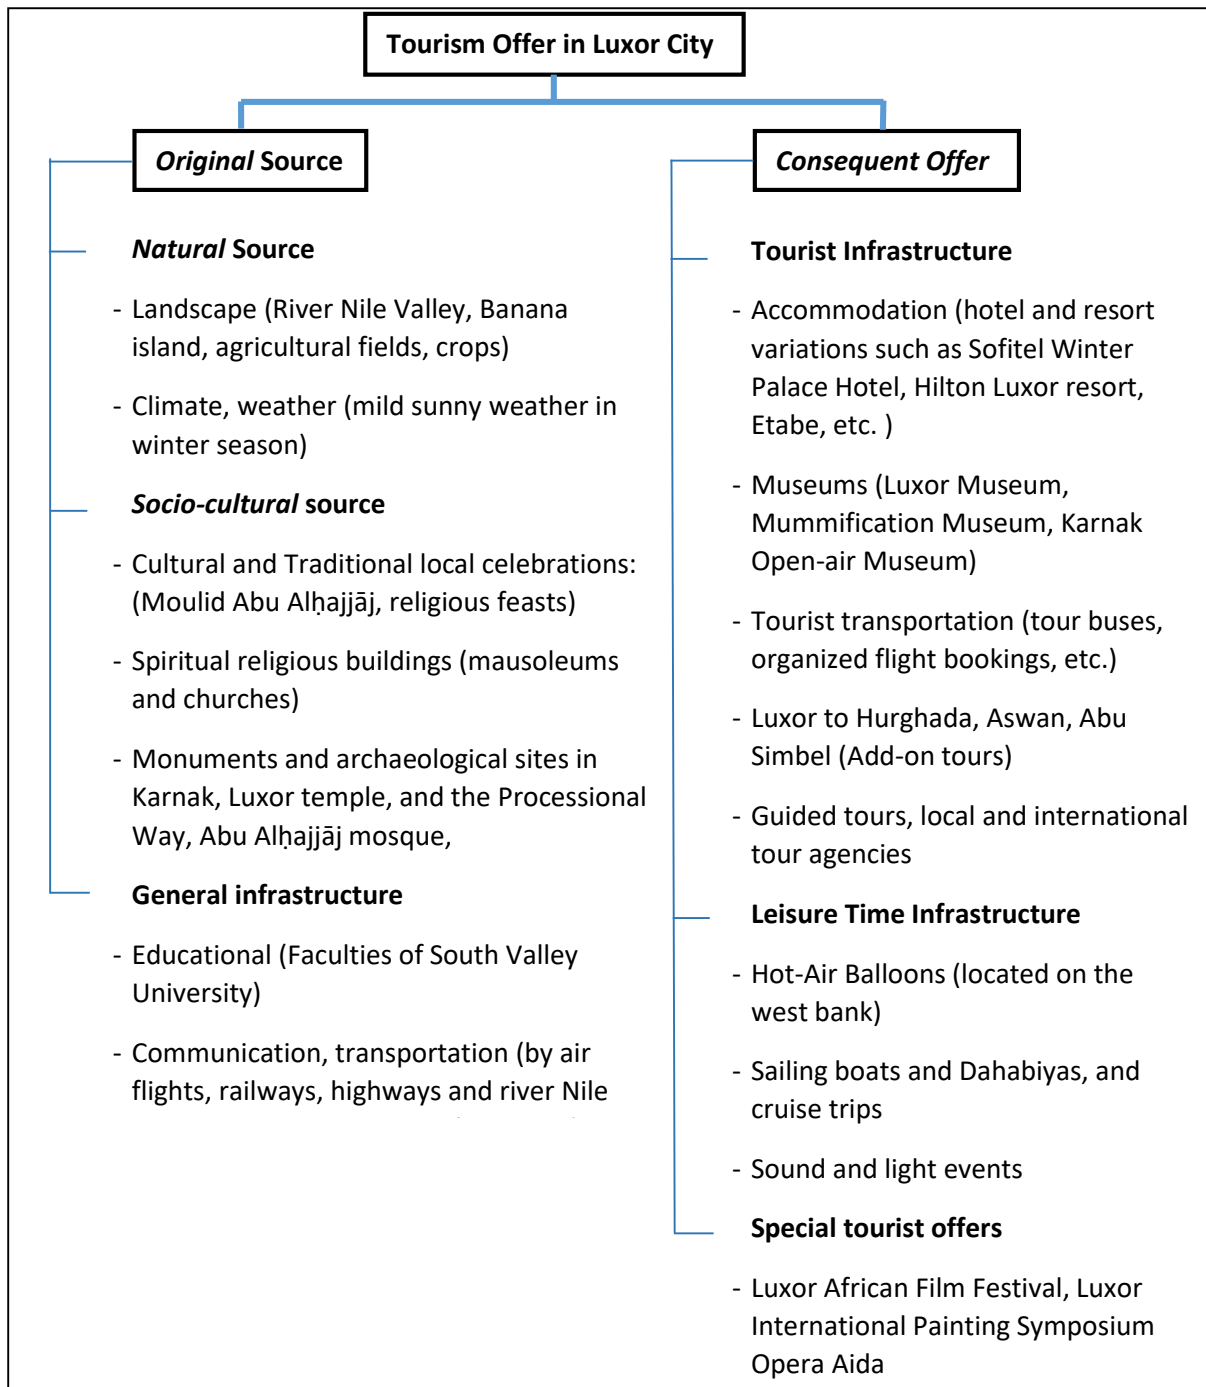 Tourism Offer in Luxor City
Original Source
Natural Source
- Landscape (River Nile Valley, Banana
island, agricultural fields, crops)
- Climate, weather (mild sunny weather in
winter season)
Socio-cultural source
- Cultural and Traditional local celebrations:
(Moulid Abu Alḥajjāj, religious feasts)
- Spiritual religious buildings (mausoleums
and churches)
- Monuments and archaeological sites in
Karnak, Luxor temple, and the Processional
Way, Abu Alḥajjāj mosque,
General infrastructure
- Educational (Faculties of South Valley
University)
- Communication, transportation (by air
flights, railways, highways and river Nile
Consequent Offer
Tourist Infrastructure
- Accommodation (hotel and resort
variations such as Sofitel Winter
Palace Hotel, Hilton Luxor resort,
Etabe, etc. )
- Museums (Luxor Museum,
Mummification Museum, Karnak
Open-air Museum)
- Tourist transportation (tour buses,
organized flight bookings, etc.)
- Luxor to Hurghada, Aswan, Abu
Simbel (Add-on tours)
- Guided tours, local and international
tour agencies
Leisure Time Infrastructure
- Hot-Air Balloons (located on the
west bank)
- Sailing boats and Dahabiyas, and
cruise trips
- Sound and light events
Special tourist offers
- Luxor African Film Festival, Luxor
International Painting Symposium
Opera Aida